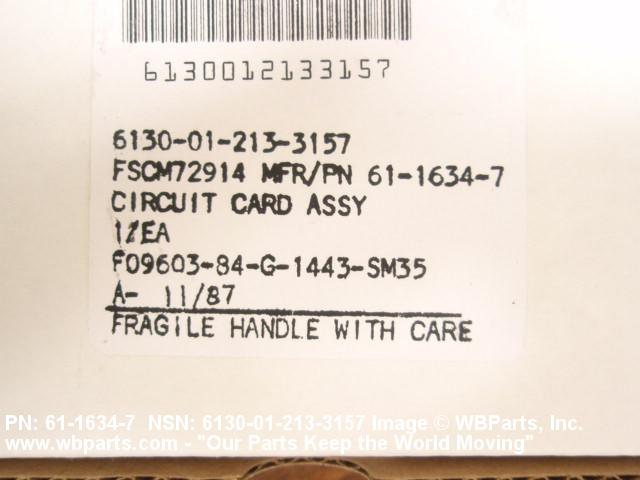 6130012133157
6130-01-213-3157
FSCM72914 MFR/PN 61-1634-7
CIRCUIT CARD ASSY
1/EA
F09603-84-G-1443-SM35
A- 11/87
FRAGILE HANDLE WITH CARE
PN: 61-1634-7 NSN: 6130-01-213-3157 Image © WBParts, Inc.
www.wbparts.com - "Our Parts Keep the World Moving"